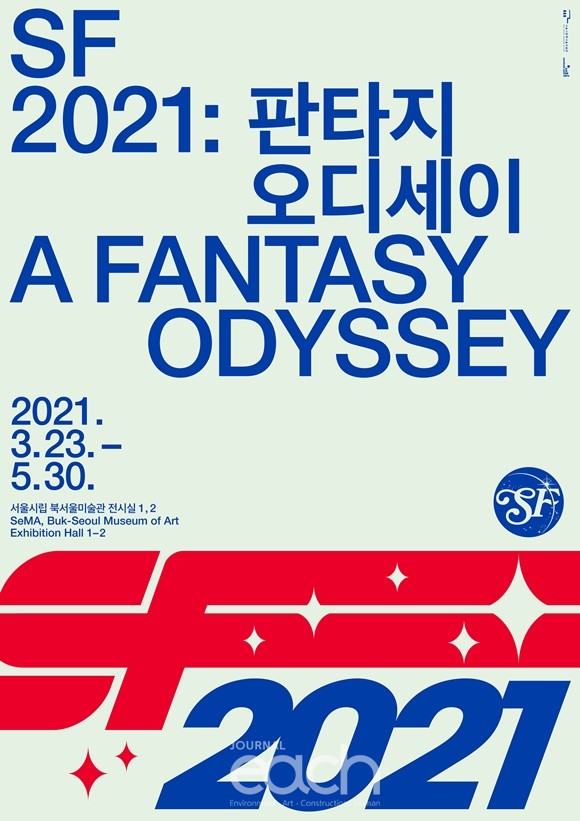 SF
2021: 판타지
오디세이
A FANTASY
ODYSSEY
2021.
3.23.–
5.30.
서울시립 북서울미술관 전시실 1, 2
SeMA, Buk-Seoul Museum of Art
Exhibition Hall 1–2
SF
SF
2021
JOURNAL
each